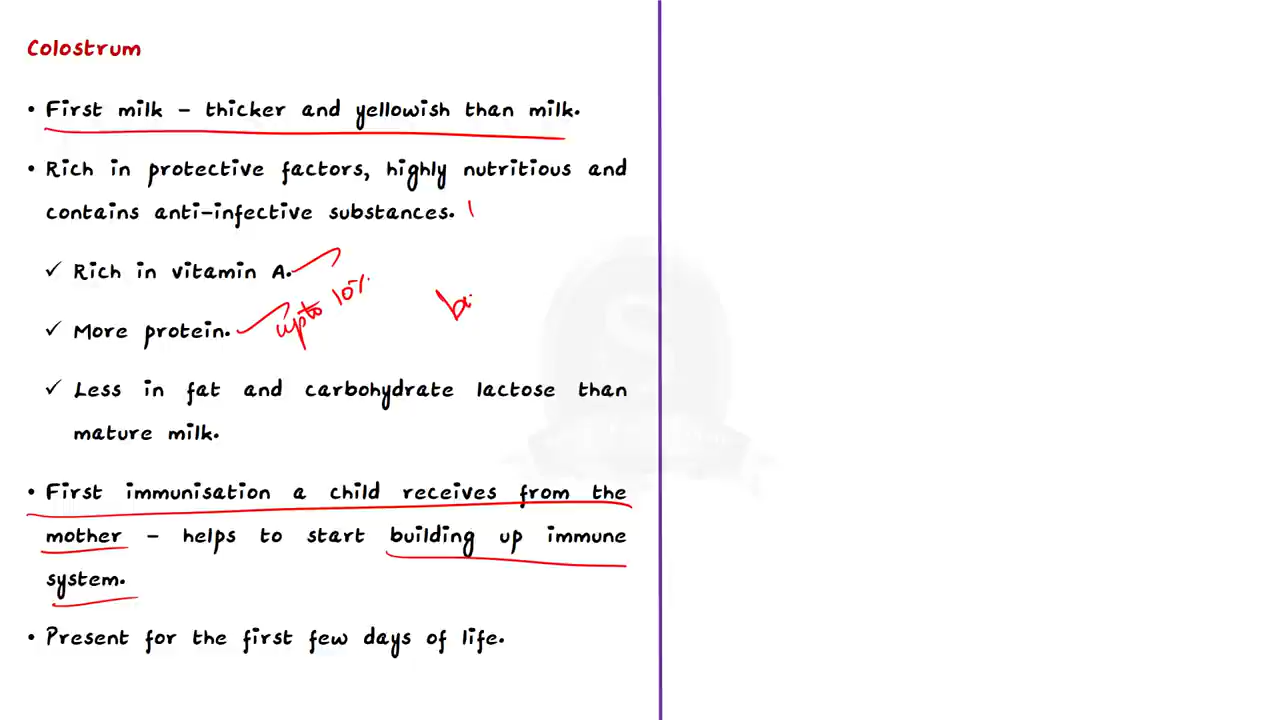 Colostrum
• First milk – thicker and yellowish than milk.
• Rich in protective factors, highly nutritious and
contains anti-infective substances.
✓ Rich in vitamin A.
upto 10%
✓ More protein.
✓ Less in fat and carbohydrate lactose than
mature milk.
• First immunisation a child receives from the
mother – helps to start building up immune
system.
• Present for the first few days of life.